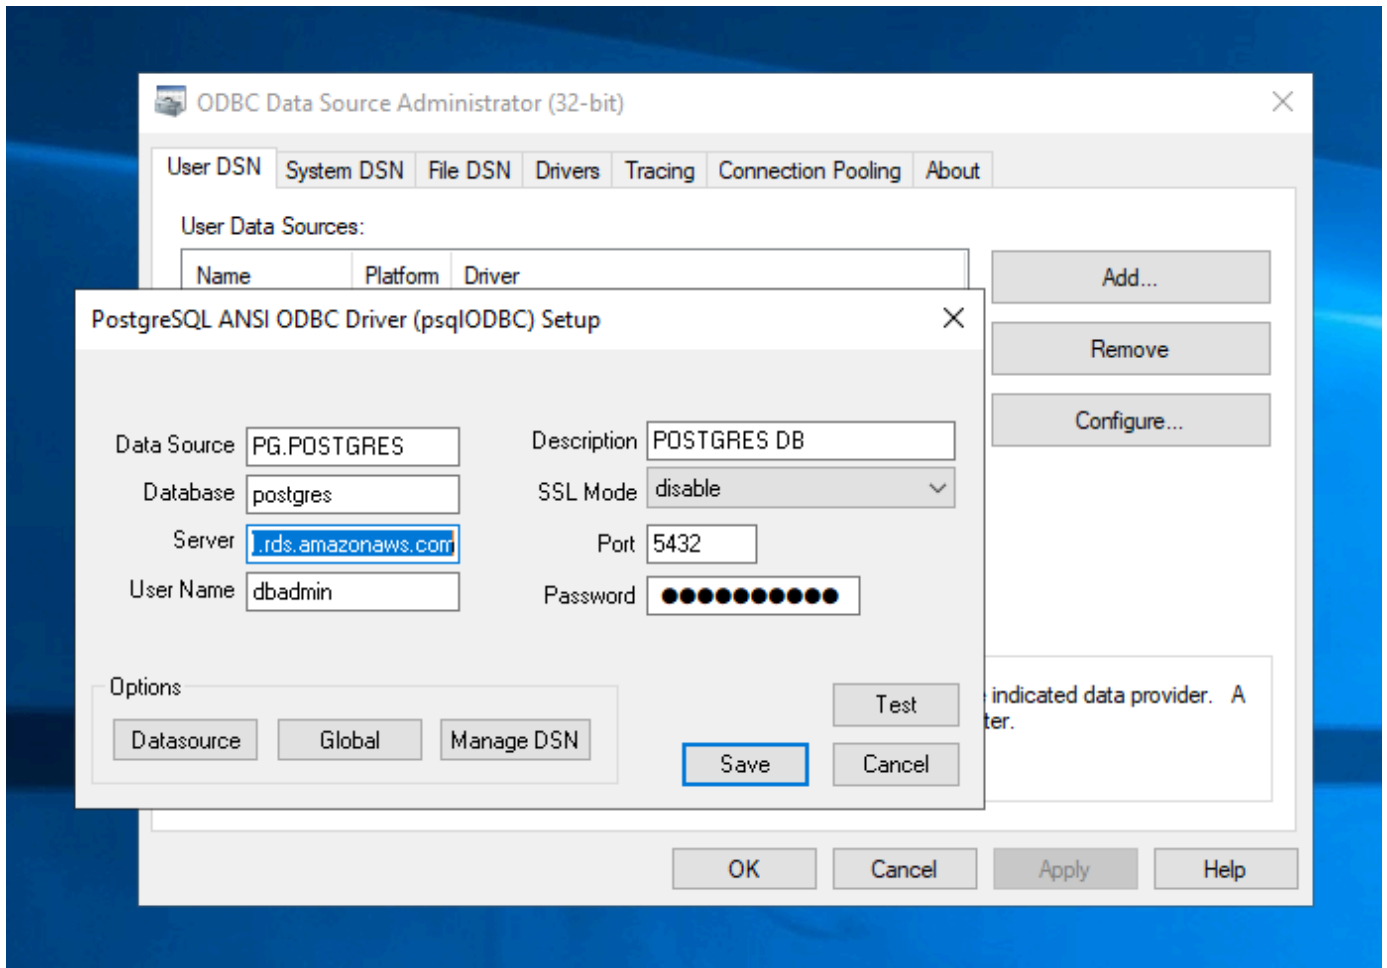 ODBC Data Source Administrator (32-bit)
User DSN System DSN File DSN Drivers Tracing Connection Pooling About
User Data Sources:
Name Platform Driver
Add...
Remove
Configure...
PostgreSQL ANSI ODBC Driver (psqlODBC) Setup
Data Source PG.POSTGRES Description POSTGRES DB
Database postgres SSL Mode disable
Server .rds.amazonaws.com Port 5432
User Name dbadmin Password ●●●●●●●●●●
Options
Datasource Global Manage DSN
Test
Save Cancel
indicated data provider. A
ter.
OK Cancel Apply Help